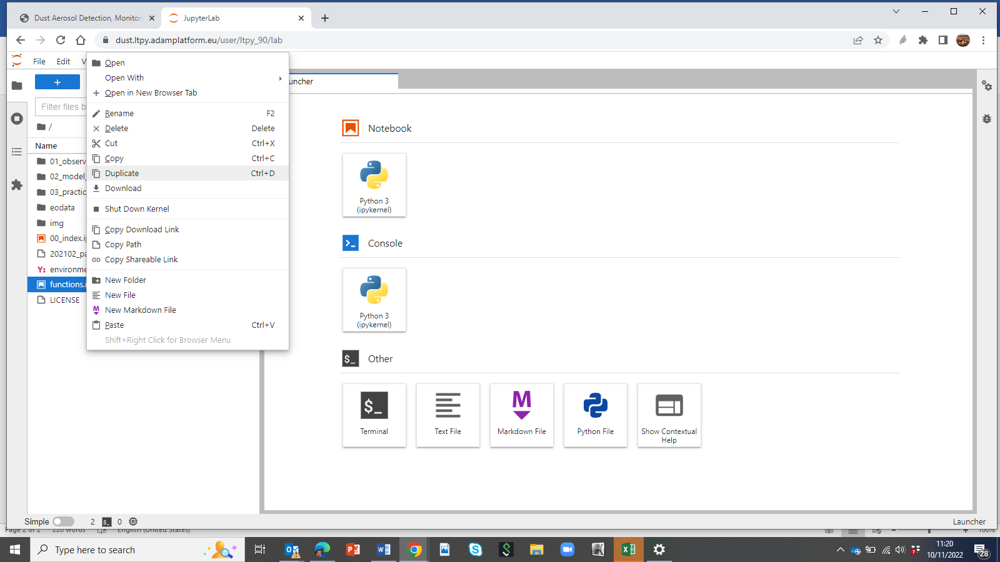 Dust Aerosol Detection, Monitori
JupyterLab
dust.ltpy.adamplatform.eu/user/ltpy_90/lab
File Edit V
Open
Open With
Open in New Browser Tab
Rename F2
Delete Delete
Cut Ctrl+X
Copy Ctrl+C
Duplicate Ctrl+D
Download
Shut Down Kernel
Copy Download Link
Copy Path
Copy Shareable Link
New Folder
New File
New Markdown File
Paste Ctrl+V
Shift+Right Click for Browser Menu
+
Filter files b
/
Name
01_observ
02_model_
03_practic
eodata
img
00_index.i
202102_pa
Y: environme
functions.i
LICENSE
uncher
Notebook
Python 3
(ipykernel)
Console
Python 3
(ipykernel)
$_ Other
$_
Terminal
Text File
M
Markdown File
Python File
Show Contextual
Help
Simple 2 $_ 0
Launcher
Page 2 of 2 220 words English (United States) 100%
Type here to search
11:20
10/11/2022
28